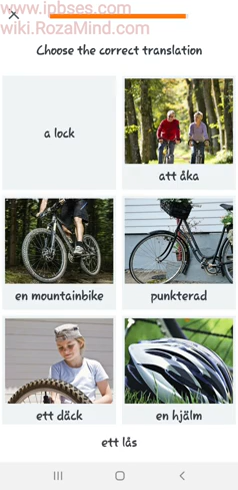 www.ipbses.com
wiki.RozaMind.com
Choose the correct translation
a lock
att åka
en mountainbike
punkterad
ett däck
en hjälm
ett lås